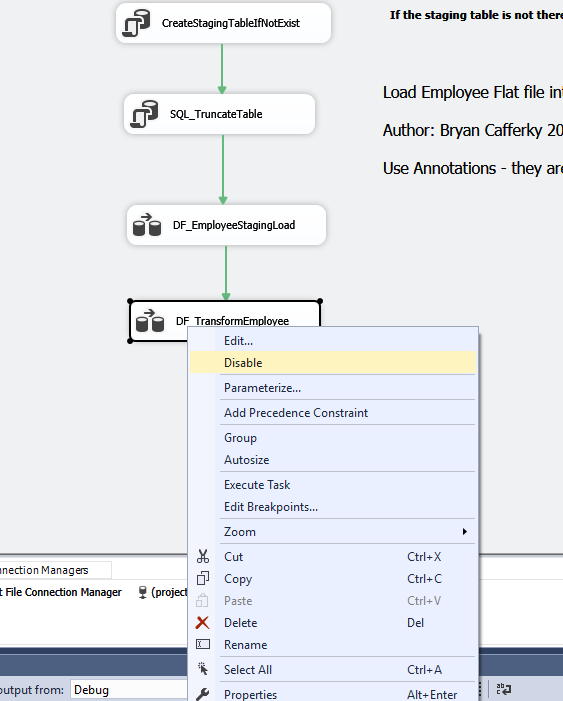 CreateStagingTableIfNotExist
If the staging table is not there
SQL_TruncateTable
Load Employee Flat file int
Author: Bryan Cafferky 20
Use Annotations - they are
DF_EmployeeStagingLoad
DF_TransformEmployee
Edit...
Disable
Parameterize...
Add Precedence Constraint
Group
Autosize
Execute Task
Edit Breakpoints...
Zoom
Cut Ctrl+X
Copy Ctrl+C
Paste Ctrl+V
Delete Del
Rename
Select All Ctrl+A
Properties Alt+Enter
nnection Managers
t File Connection Manager (project
output from: Debug